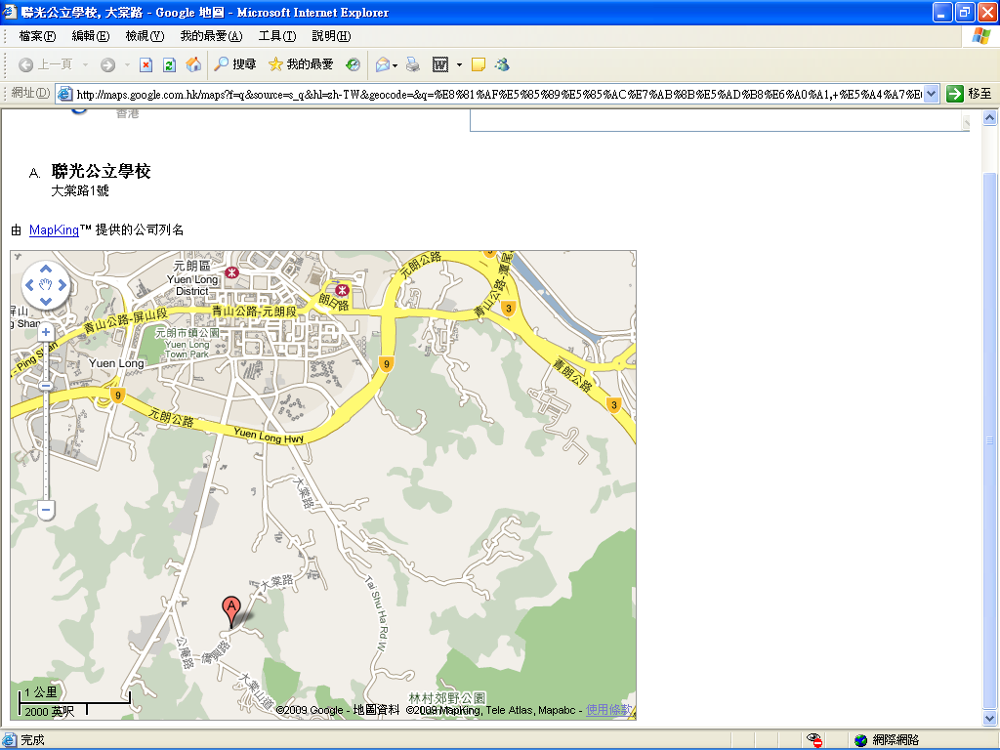 聯光公立學校, 大棠路 - Google 地圖 - Microsoft Internet Explorer
檔案(F) 編輯(E) 檢視(V) 我的最愛(A) 工具(T) 說明(H)
上一頁 搜尋 我的最愛
網址(D) http://maps.google.com.hk/maps?f=q&source=s_q&hl=zh-TW&geocode=&q=%E8%81%AF%E5%85%89%E5%85%AC%E7%AB%8B%E5%AD%B8%E6%A0%A1,+%E5%A4%A7%E 移至
香港
A. 聯光公立學校
大棠路1號
由 MapKing™ 提供的公司列名
元朗區
Yuen Long
District
元朗公路
青山公路-潭尾
朗日路
屏山
g Shan
青山公路-屏山段
青山公路-元朗段
3
元朗市鎮公園
Yuen Long
Town Park
Ping Shan
Yuen Long
9
青朗公路
9
3
元朗公路
Yuen Long Hwy
大棠路
大棠路
Tai Shu Ha Rd W
A
公庵路
大棠山道
林村郊野公園
1 公里
2000 英呎
©2009 Google - 地圖資料 ©2009 MapKing, Tele Atlas, Mapabc - 使用條款
完成 網際網路